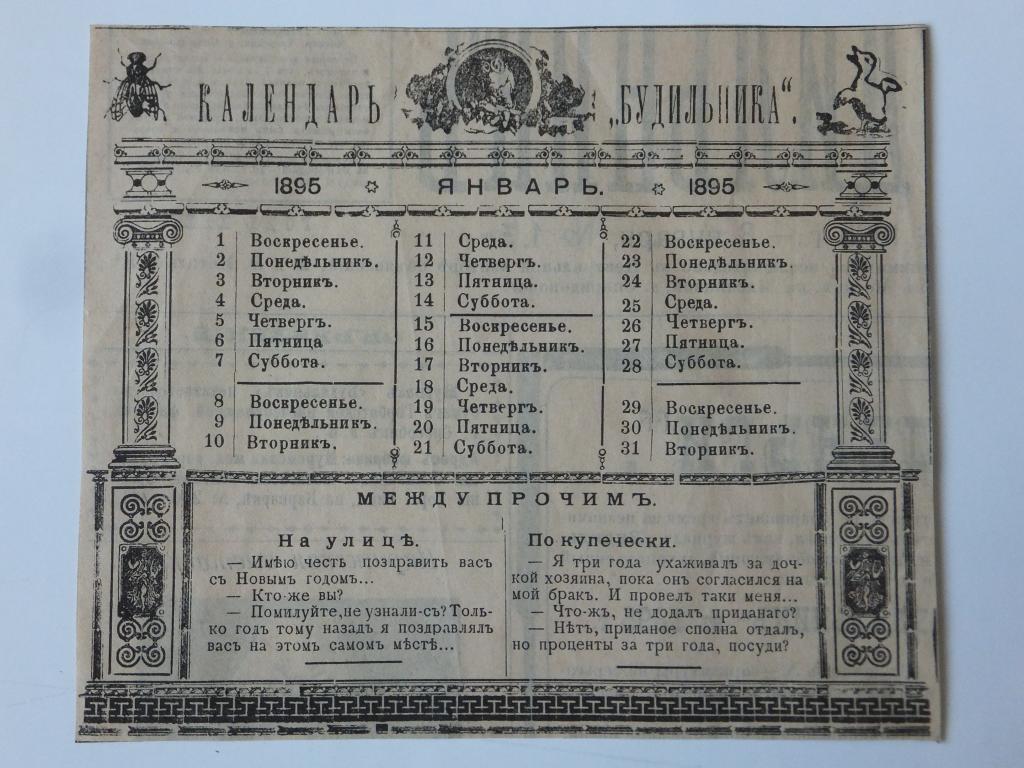 КАЛЕНДАРЬ „БУДИЛЬНИКА“.
1895 ЯНВАРЬ. 1895
1 Воскресенье.
2 Понедѣльникъ.
3 Вторникъ.
4 Среда.
5 Четвергъ.
6 Пятница
7 Суббота.
8 Воскресенье.
9 Понедѣльникъ.
10 Вторникъ.
11 Среда.
12 Четвергъ.
13 Пятница.
14 Суббота.
15 Воскресенье.
16 Понедѣльникъ.
17 Вторникъ.
18 Среда.
19 Четвергъ.
20 Пятница.
21 Суббота.
22 Воскресенье.
23 Понедѣльникъ.
24 Вторникъ.
25 Среда.
26 Четвергъ.
27 Пятница.
28 Суббота.
29 Воскресенье.
30 Понедѣльникъ.
31 Вторникъ.
МЕЖДУ ПРОЧИМЪ.
На улицѣ.
— Имѣю честь поздравить васъ
съ Новымъ годомъ...
— Кто-же вы?
— Помилуйте, не узнали-съ? Толь-
ко годъ тому назадъ я поздравлялъ
васъ на этомъ самомъ мѣстѣ...
По купечески.
— Я три года ухаживалъ за доч-
кой хозяина, пока онъ согласился на
мой бракъ. И провелъ таки меня...
— Что-жъ, не додалъ приданаго?
— Нѣтъ, приданое сполна отдалъ,
но проценты за три года, посуди?